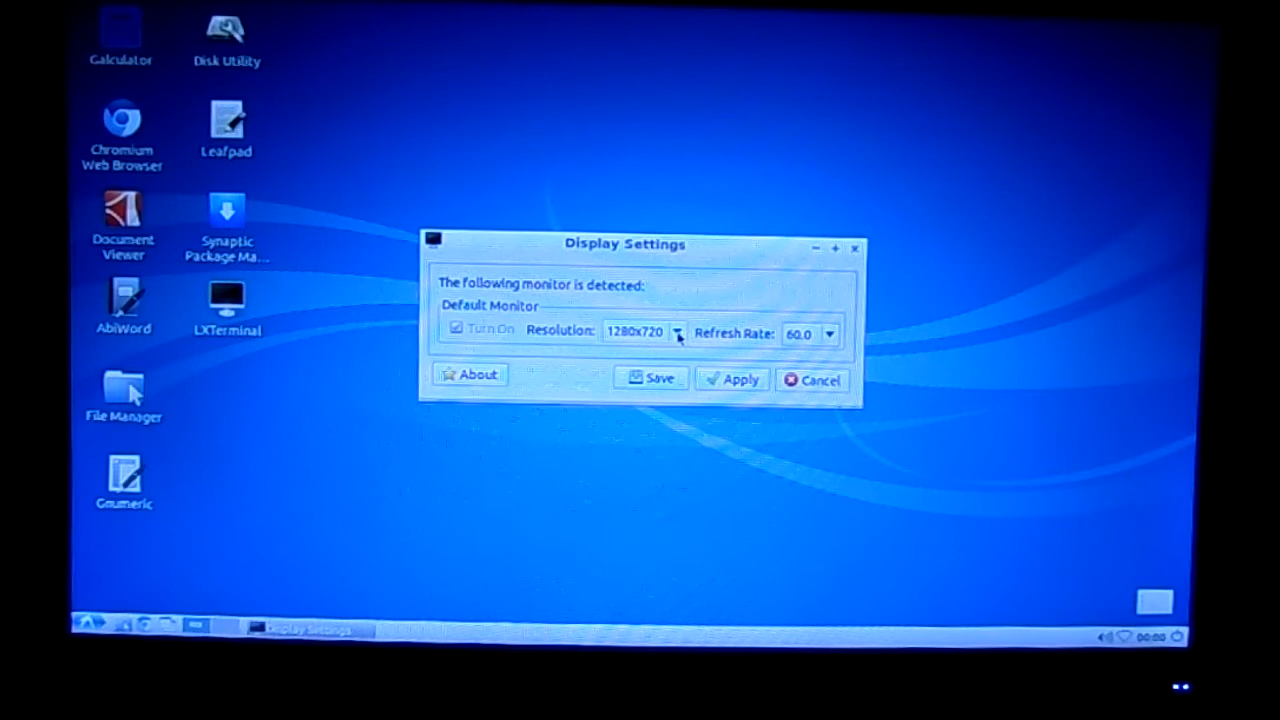 Galculator
Disk Utility
Chromium
Web Browser
Leafpad
Document
Viewer
Synaptic
Package Ma...
AbiWord
LXTerminal
File Manager
Gnumeric
Display Settings
The following monitor is detected:
Default Monitor
Turn On Resolution: 1280x720 Refresh Rate: 60.0
About Save Apply Cancel
Display Settings
00:00